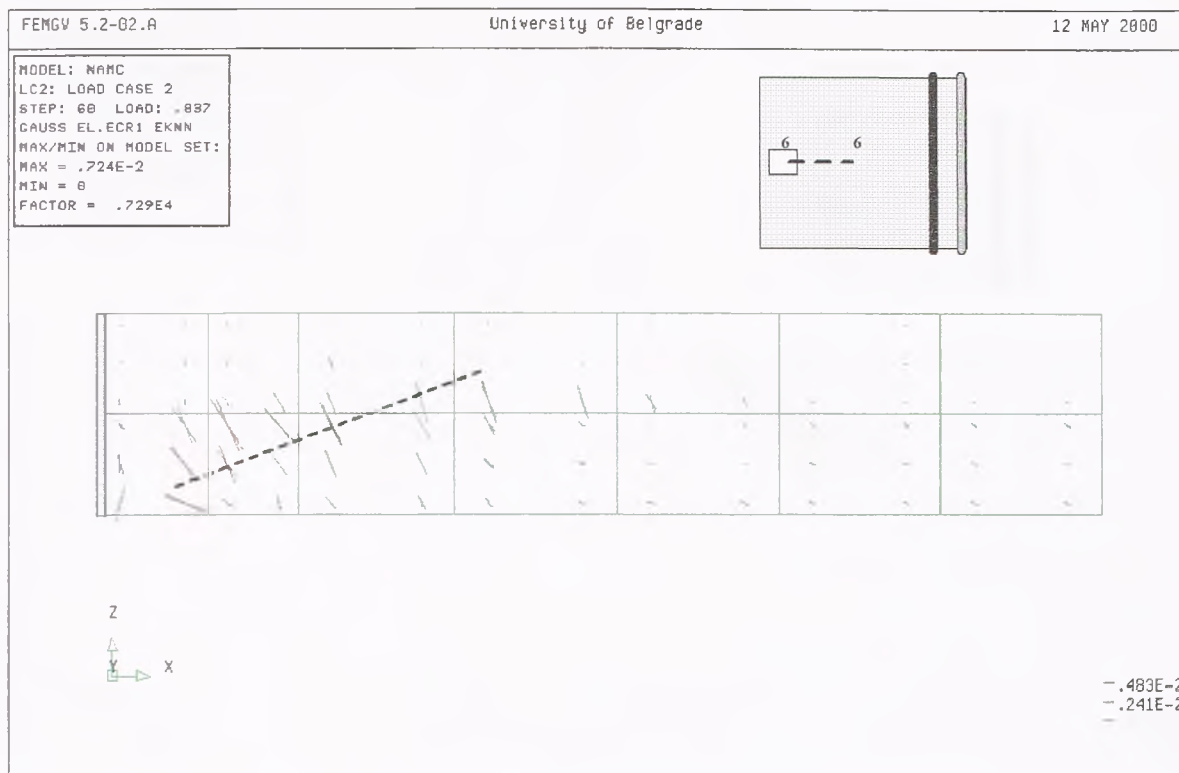 FEMGV 5.2-02.A
University of Belgrade
12 MAY 2000
MODEL: NAMC
LC2: LOAD CASE 2
STEP: 60 LOAD: .837
GAUSS EL.ECR1 EKNN
MAX/MIN ON MODEL SET:
MAX = .724E-2
MIN = 0
FACTOR = .729E4
6 6
Z
Y X
.483E-2
.241E-2